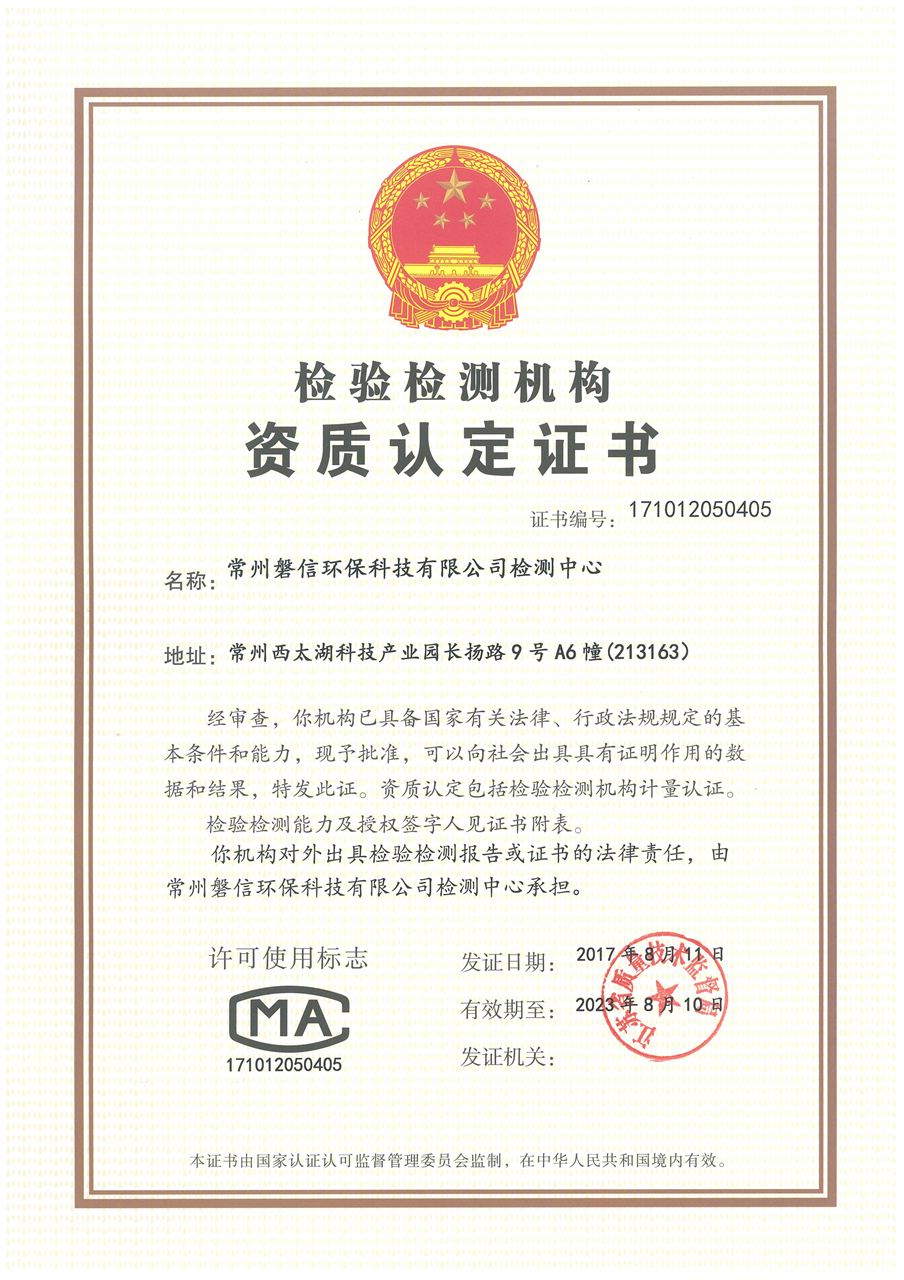 检验检测机构
资质认定证书
证书编号：171012050405
名称：常州磐信环保科技有限公司检测中心
地址：常州西太湖科技产业园长扬路9号A6幢(213163)
经审查，你机构已具备国家有关法律、行政法规规定的基
本条件和能力，现予批准，可以向社会出具具有证明作用的数
据和结果，特发此证。资质认定包括检验检测机构计量认证。
检验检测能力及授权签字人见证书附表。
你机构对外出具检验检测报告或证书的法律责任，由
常州磐信环保科技有限公司检测中心承担。
许可使用标志
MA
171012050405
发证日期：2017年8月11日
有效期至：2023年8月10日
发证机关：
江苏省质量技术监督局
本证书由国家认证认可监督管理委员会监制，在中华人民共和国境内有效。